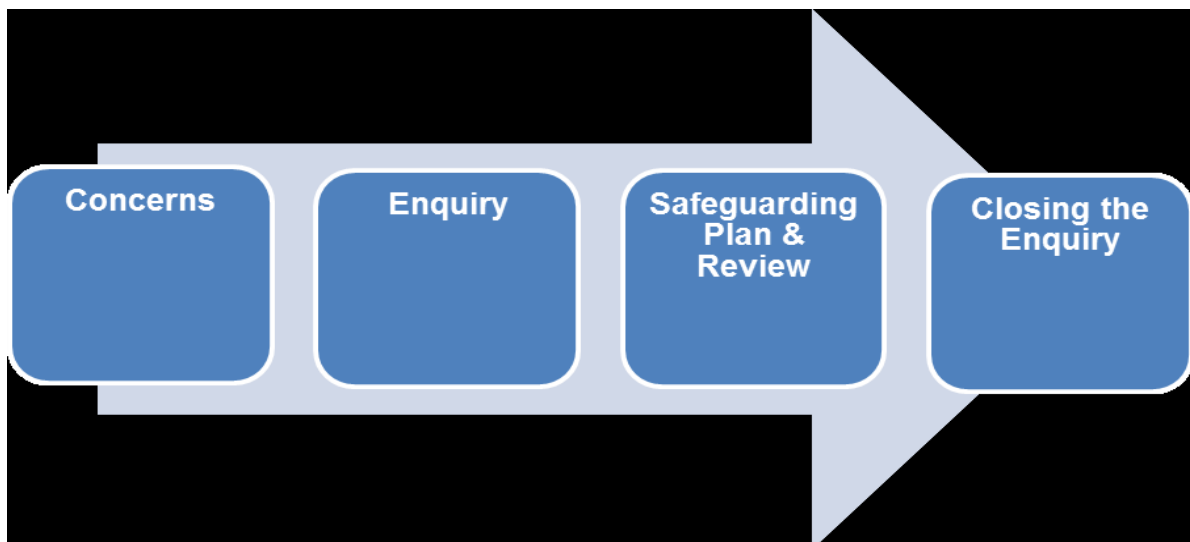 Concerns
Enquiry
Safeguarding
Plan &
Review
Closing the
Enquiry